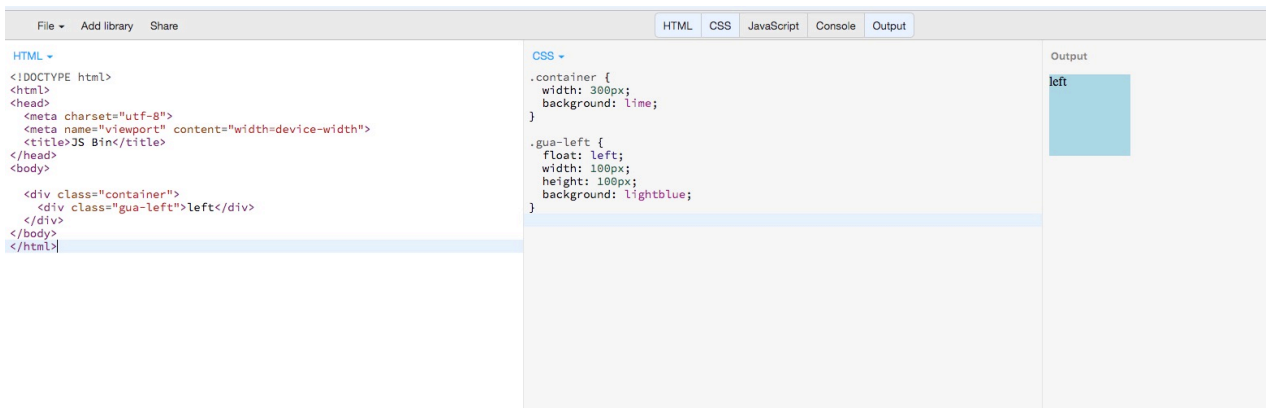 File Add library Share HTML CSS JavaScript Console Output
HTML
<!DOCTYPE html>
<html>
<head>
  <meta charset="utf-8">
  <meta name="viewport" content="width=device-width">
  <title>JS Bin</title>
</head>
<body>

  <div class="container">
    <div class="gua-left">left</div>
  </div>
</body>
</html>
CSS
.container {
  width: 300px;
  background: lime;
}

.gua-left {
  float: left;
  width: 100px;
  height: 100px;
  background: lightblue;
}
Output
left